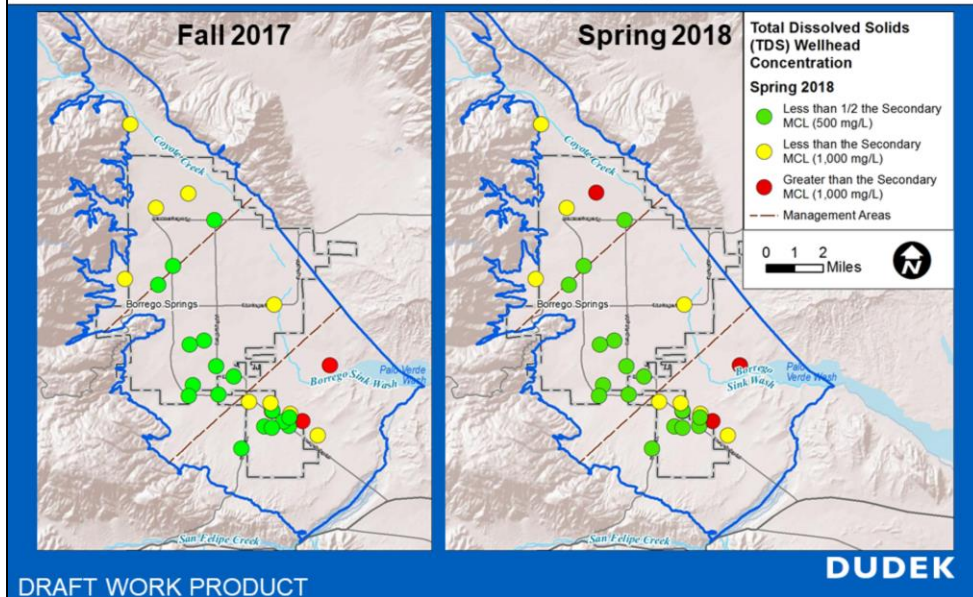 Fall 2017
Coyote Creek
Borrego Springs
Palo Verde
Wash
Borrego Sink Wash
San Felipe Creek
Spring 2018
Coyote Creek
Borrego Springs
Palo
Verde Wash
Borrego
Sink Wash
San Felipe Creek
Total Dissolved Solids
(TDS) Wellhead
Concentration
Spring 2018
Less than 1/2 the Secondary
MCL (500 mg/L)
Less than the Secondary
MCL (1,000 mg/L)
Greater than the Secondary
MCL (1,000 mg/L)
Management Areas
0 1 2
Miles
N
DUDEK
DRAFT WORK PRODUCT